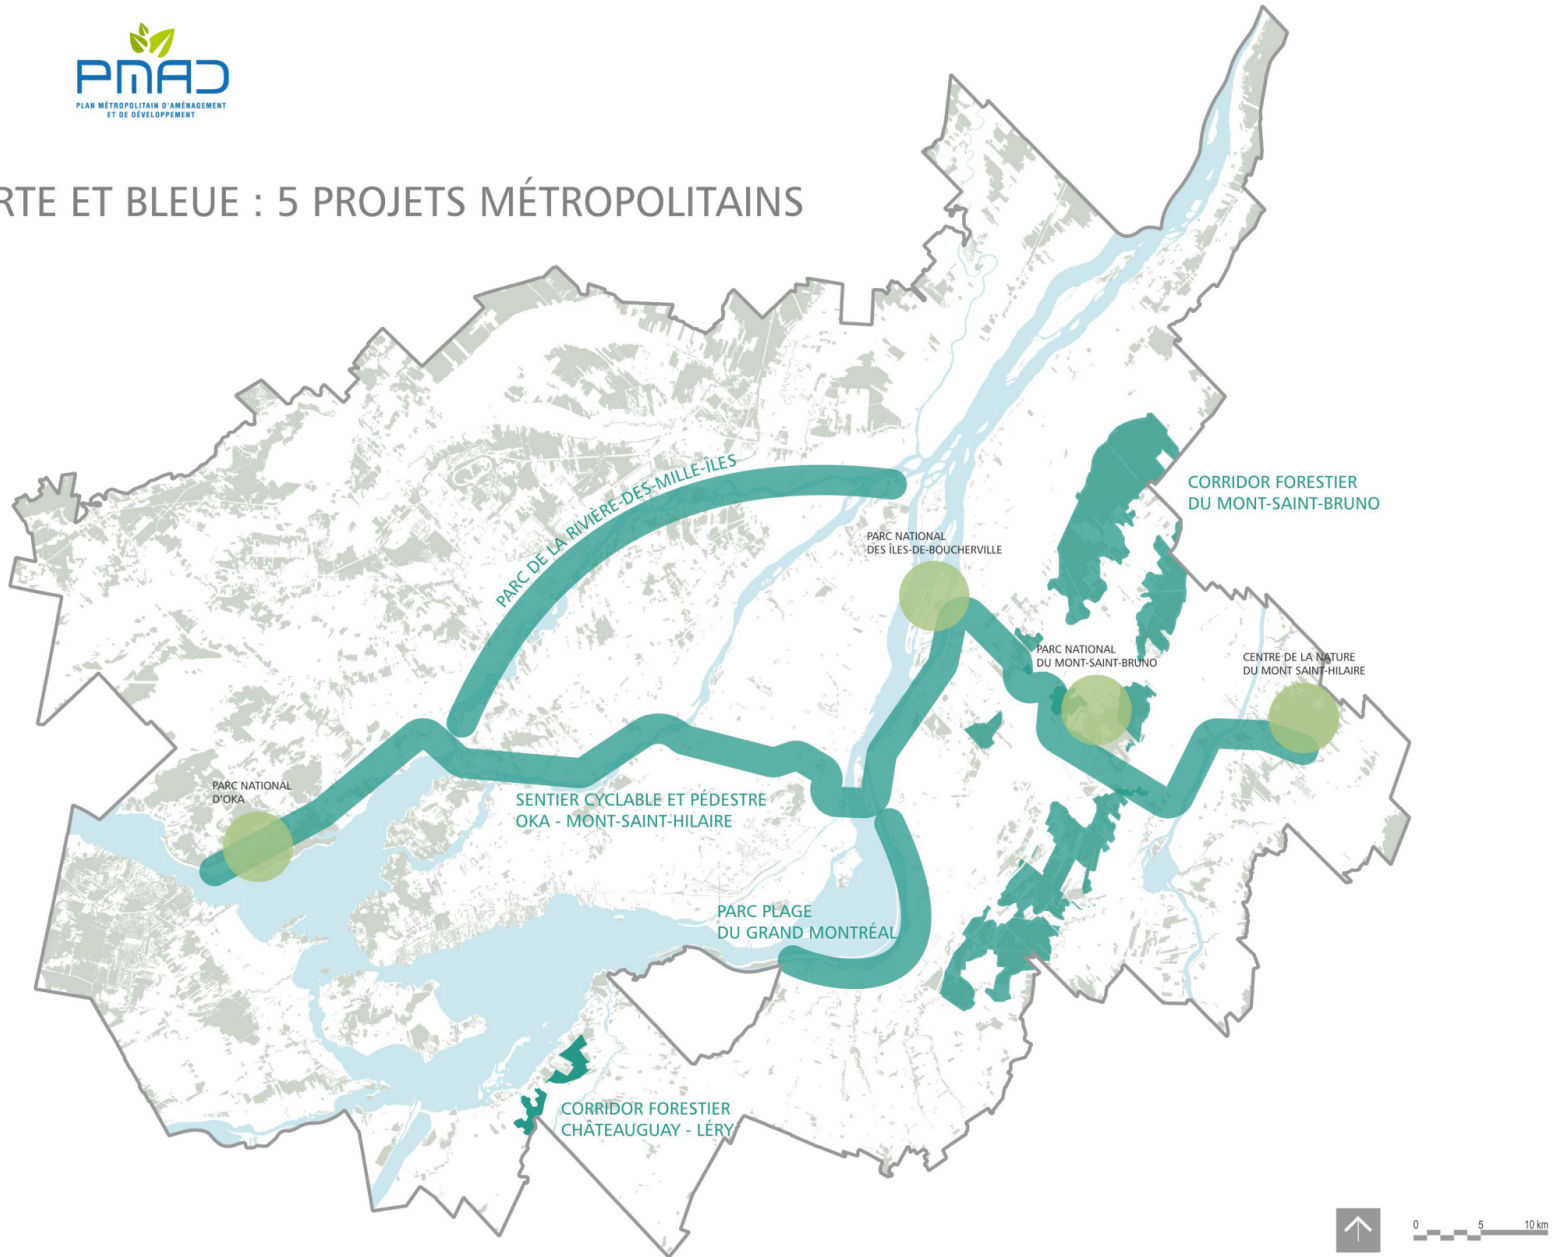 PMAD
PLAN MÉTROPOLITAIN D'AMÉNAGEMENT
ET DE DÉVELOPPEMENT
RTE ET BLEUE : 5 PROJETS MÉTROPOLITAINS
PARC DE LA RIVIÈRE-DES-MILLE-ÎLES
CORRIDOR FORESTIER
DU MONT-SAINT-BRUNO
PARC NATIONAL
DES ÎLES-DE-BOUCHERVILLE
PARC NATIONAL
DU MONT-SAINT-BRUNO
CENTRE DE LA NATURE
DU MONT SAINT-HILAIRE
PARC NATIONAL
D'OKA
SENTIER CYCLABLE ET PÉDESTRE
OKA - MONT-SAINT-HILAIRE
PARC PLAGE
DU GRAND MONTRÉAL
CORRIDOR FORESTIER
CHÂTEAUGUAY - LÉRY
0 5 10 km